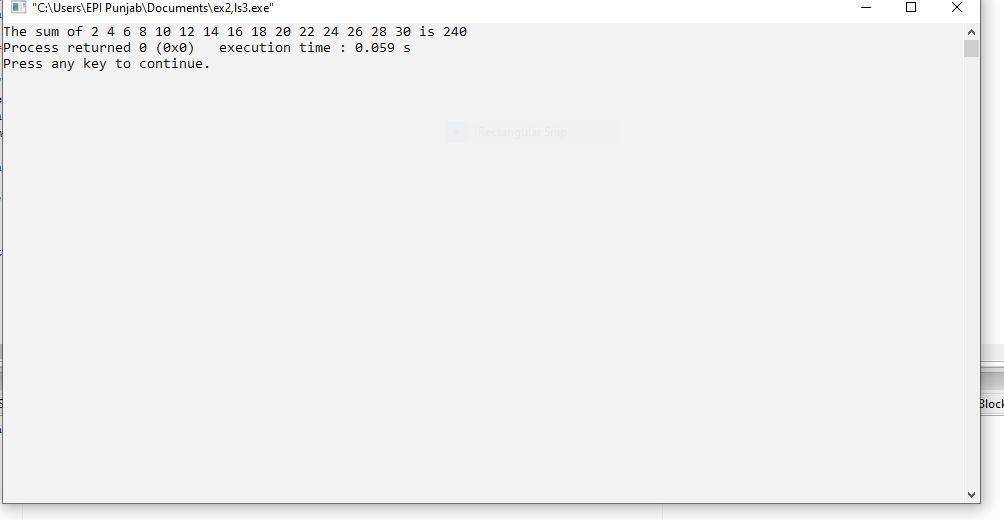 "C:\Users\EPI Punjab\Documents\ex2,ls3.exe"
The sum of 2 4 6 8 10 12 14 16 18 20 22 24 26 28 30 is 240
Process returned 0 (0x0)   execution time : 0.059 s
Press any key to continue.
Rectangular Snip
Block